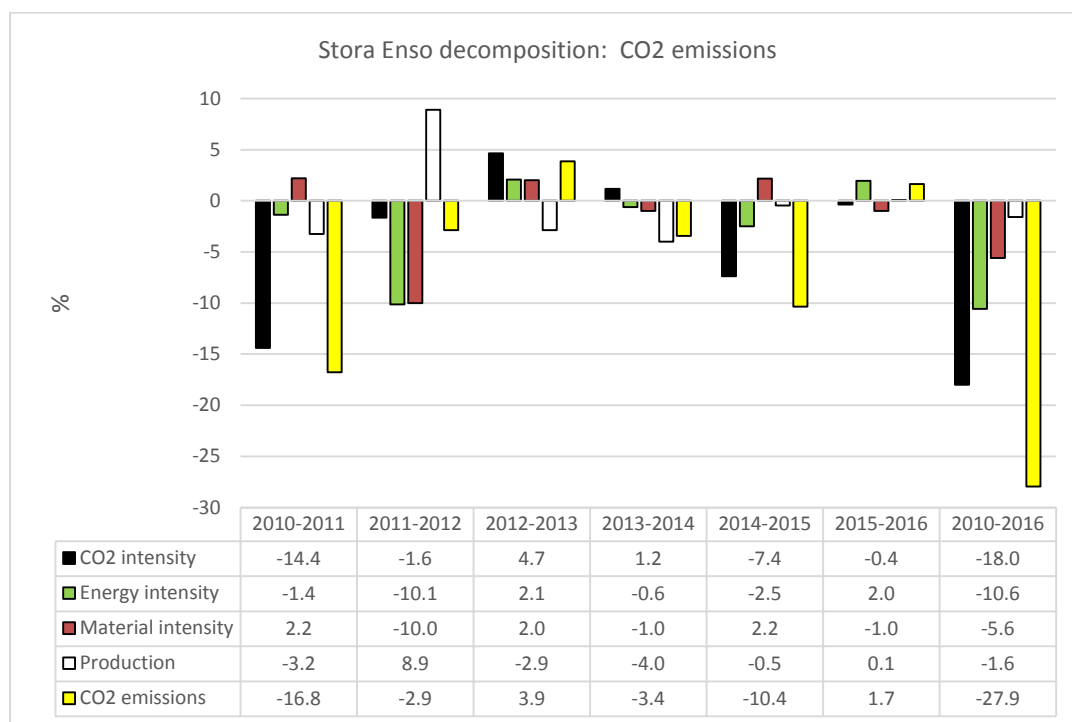 Stora Enso decomposition: CO2 emissions
10
5
0
-5
-10
-15
-20
-25
-30
%
2010-2011 2011-2012 2012-2013 2013-2014 2014-2015 2015-2016 2010-2016
CO2 intensity -14.4 -1.6 4.7 1.2 -7.4 -0.4 -18.0
Energy intensity -1.4 -10.1 2.1 -0.6 -2.5 2.0 -10.6
Material intensity 2.2 -10.0 2.0 -1.0 2.2 -1.0 -5.6
Production -3.2 8.9 -2.9 -4.0 -0.5 0.1 -1.6
CO2 emissions -16.8 -2.9 3.9 -3.4 -10.4 1.7 -27.9